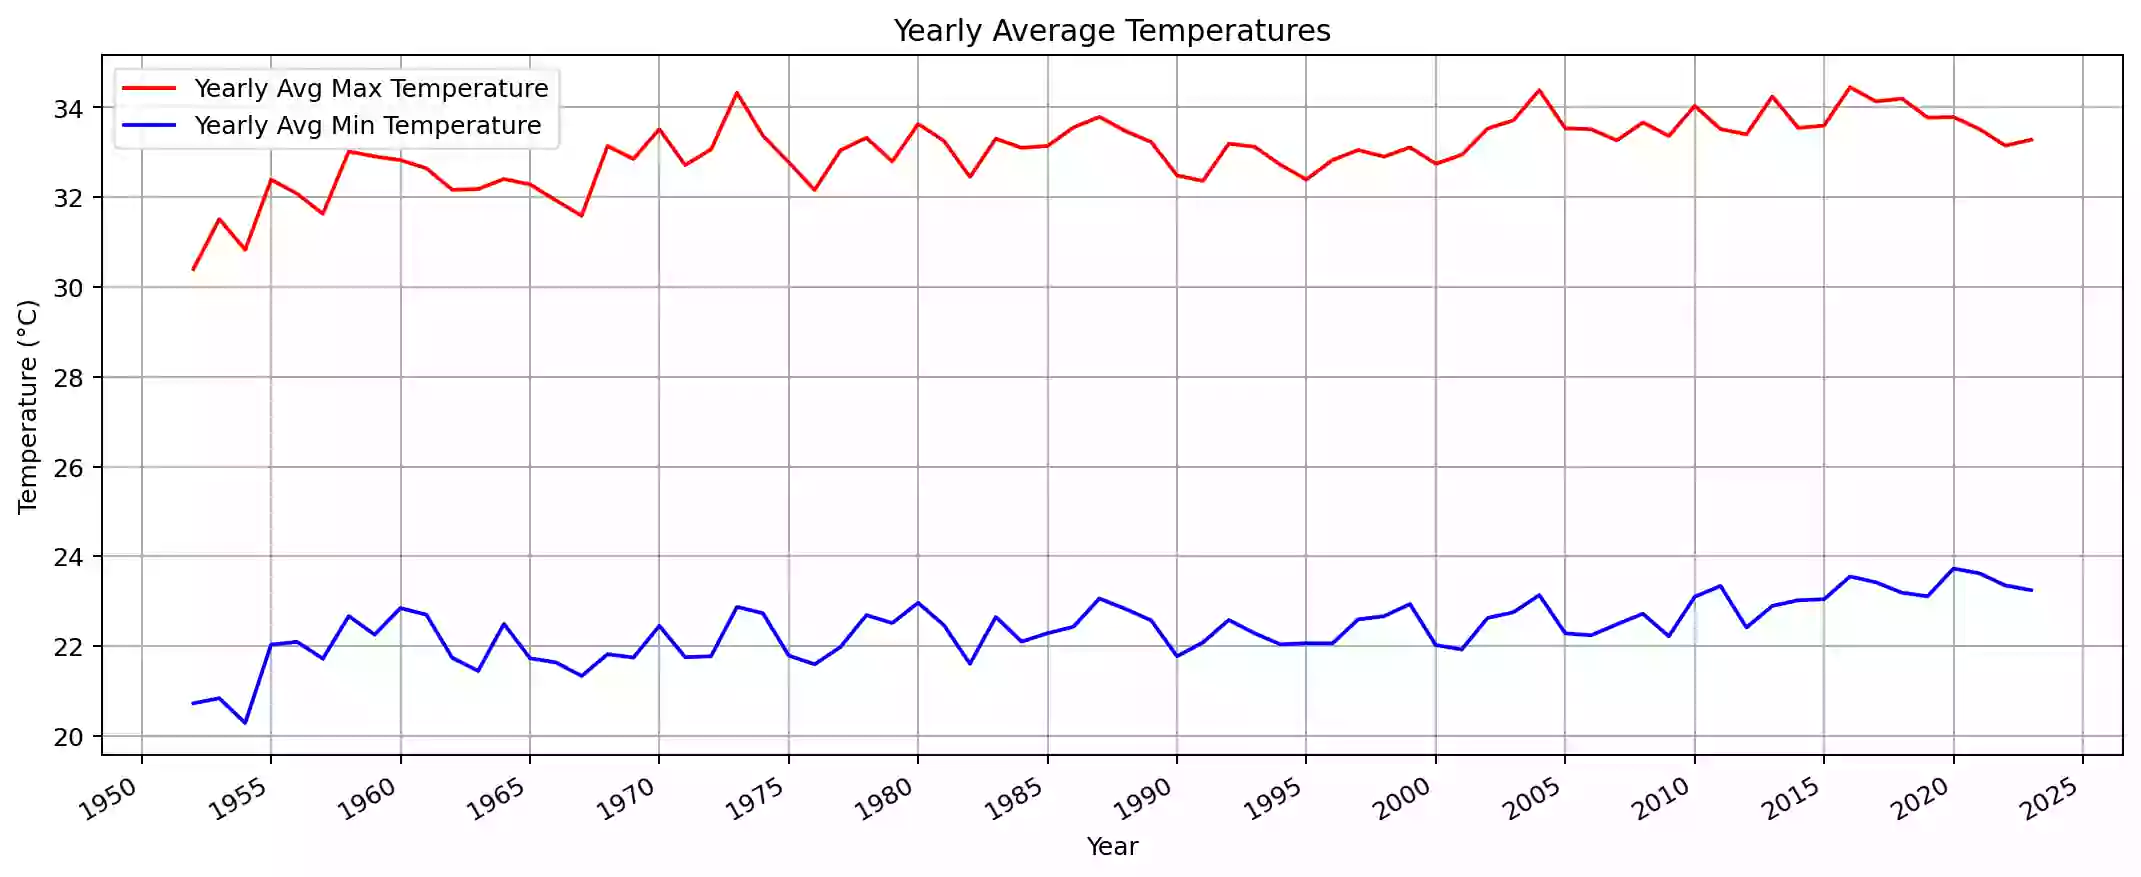 Yearly Average Temperatures
Yearly Avg Max Temperature
Yearly Avg Min Temperature
Temperature (°C)
34
32
30
28
26
24
22
20
1950 1955 1960 1965 1970 1975 1980 1985 1990 1995 2000 2005 2010 2015 2020 2025
Year